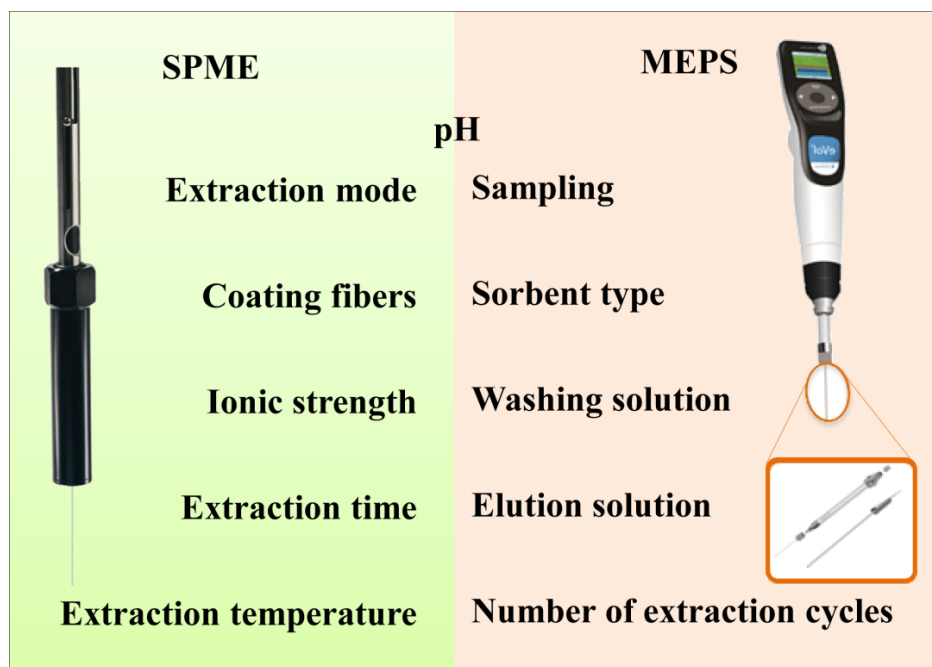 SPME
MEPS
pH
Extraction mode
Sampling
Coating fibers
Sorbent type
Ionic strength
Washing solution
Extraction time
Elution solution
Extraction temperature
Number of extraction cycles
eVol